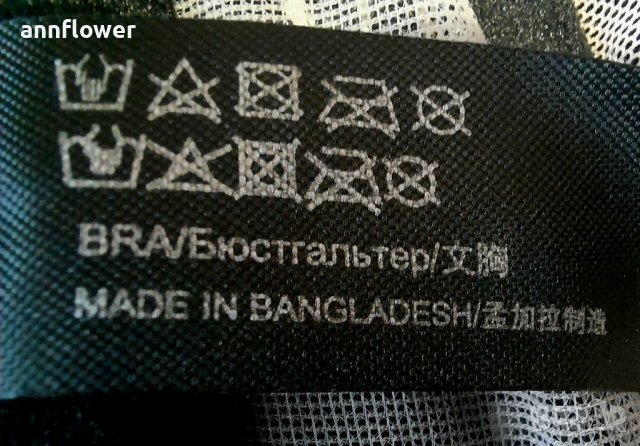 annflower
BRA/Бюстгальтер/文胸
MADE IN BANGLADESH/孟加拉制造